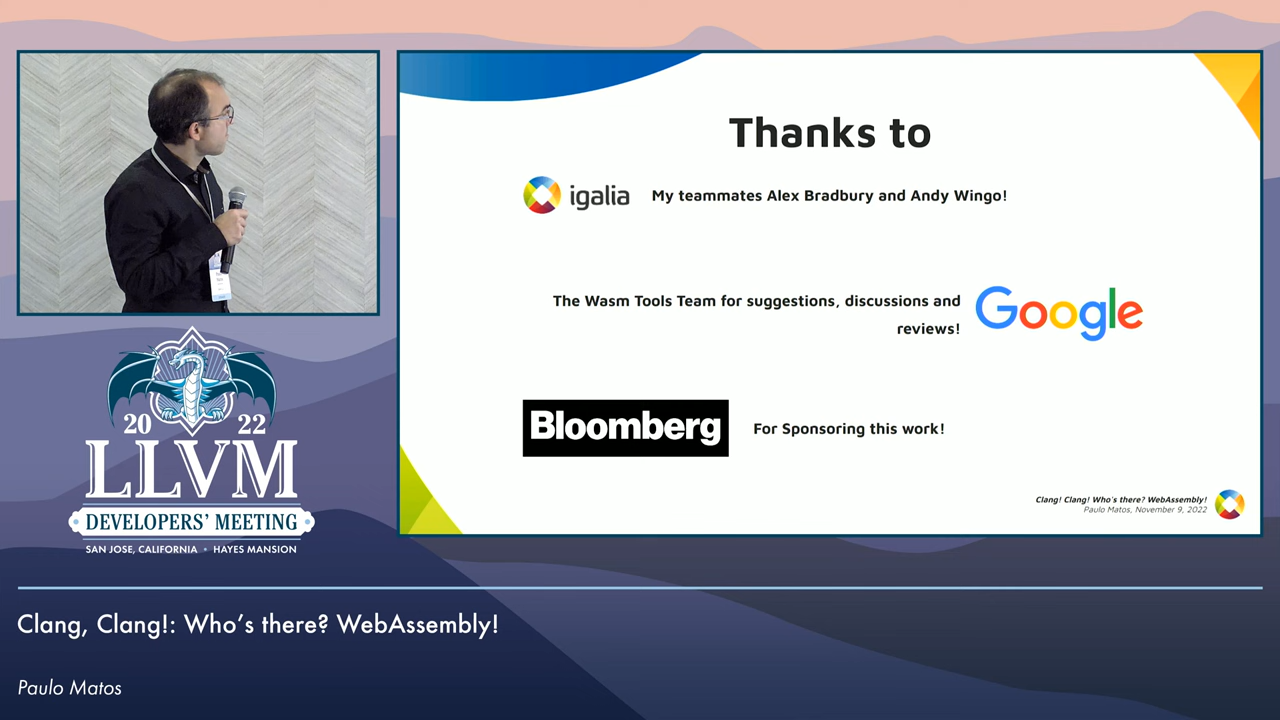 Thanks to
igalia
My teammates Alex Bradbury and Andy Wingo!
The Wasm Tools Team for suggestions, discussions and
reviews!
Google
Bloomberg
For Sponsoring this work!
Clang! Clang! Who's there? WebAssembly!
Paulo Matos, November 9, 2022
20 22
LLVM
DEVELOPERS' MEETING
SAN JOSE, CALIFORNIA • HAYES MANSION
Clang, Clang!: Who's there? WebAssembly!
Paulo Matos